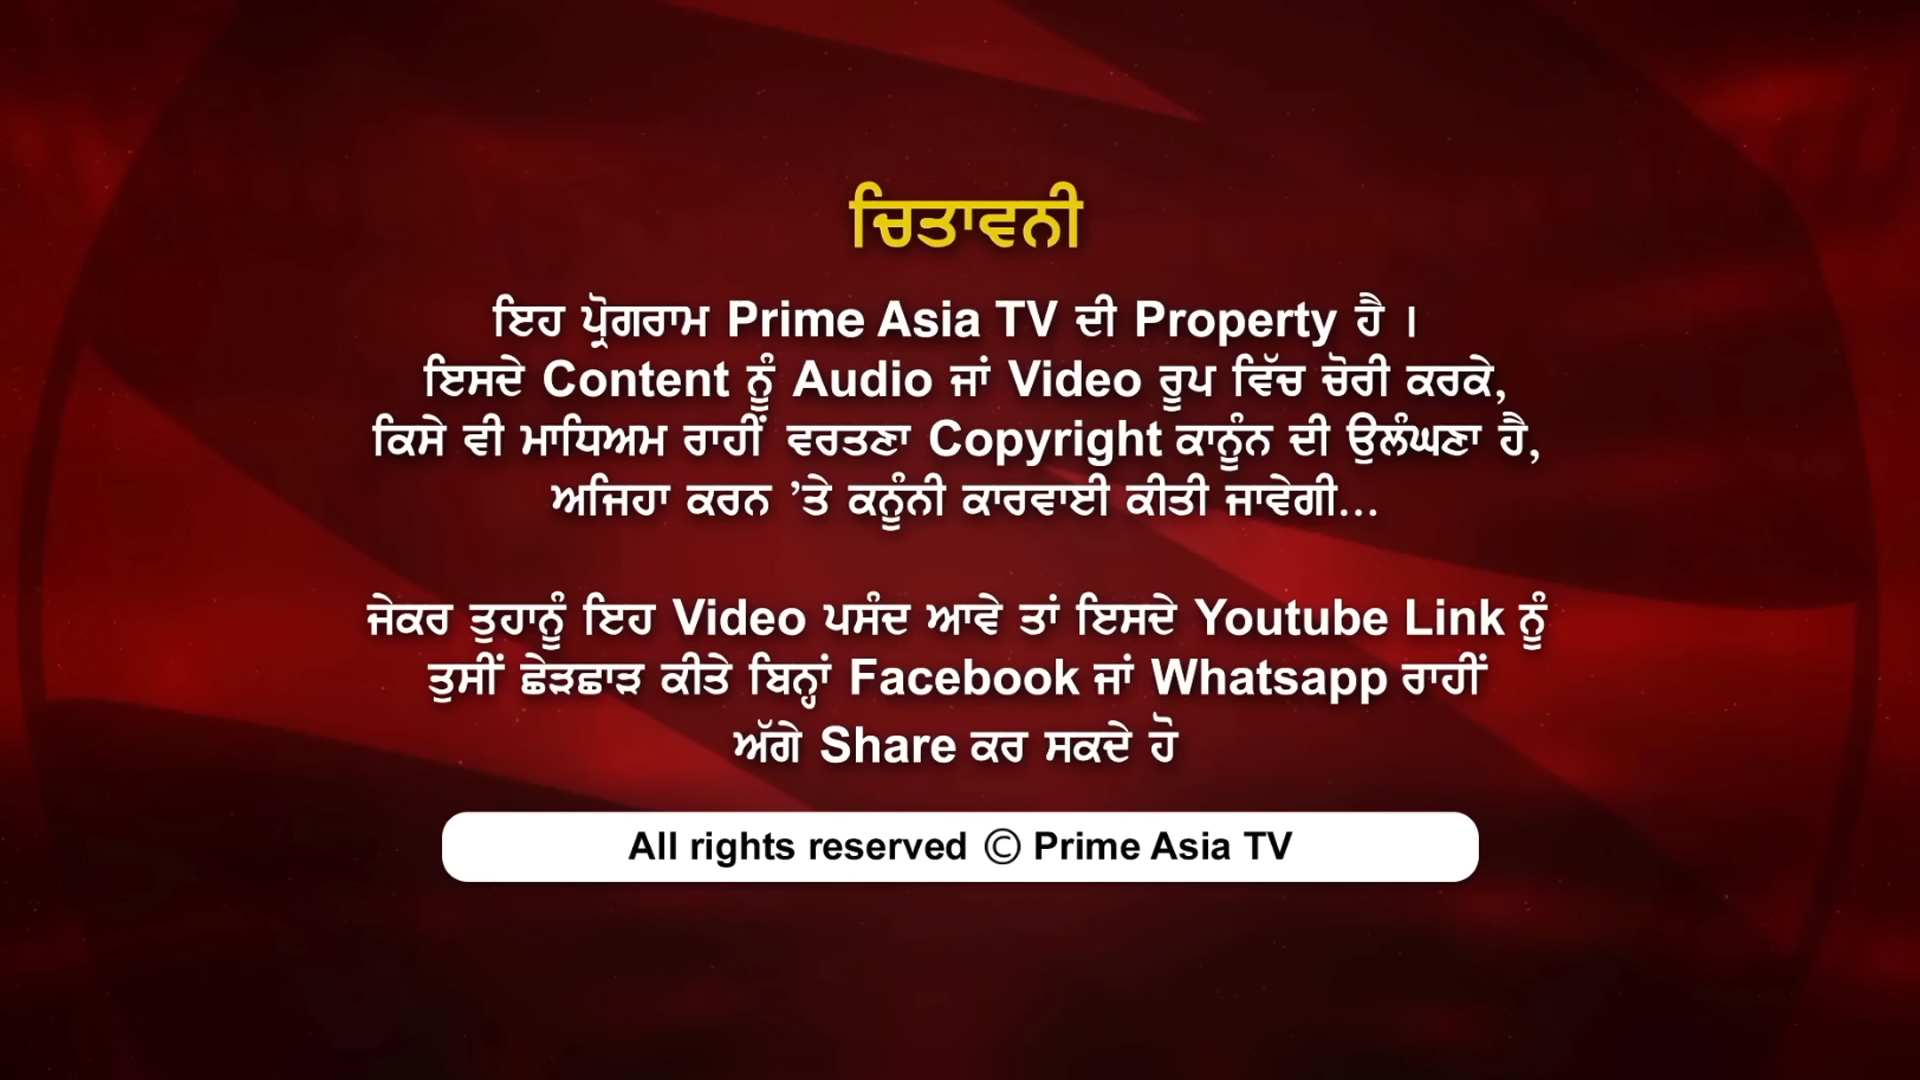 ਚਿਤਾਵਨੀ
ਇਹ ਪ੍ਰੋਗਰਾਮ Prime Asia TV ਦੀ Property ਹੈ ।
ਇਸਦੇ Content ਨੂੰ Audio ਜਾਂ Video ਰੂਪ ਵਿੱਚ ਚੋਰੀ ਕਰਕੇ,
ਕਿਸੇ ਵੀ ਮਾਧਿਅਮ ਰਾਹੀਂ ਵਰਤਣਾ Copyright ਕਾਨੂੰਨ ਦੀ ਉਲੰਘਣਾ ਹੈ,
ਅਜਿਹਾ ਕਰਨ ’ਤੇ ਕਨੂੰਨੀ ਕਾਰਵਾਈ ਕੀਤੀ ਜਾਵੇਗੀ...
ਜੇਕਰ ਤੁਹਾਨੂੰ ਇਹ Video ਪਸੰਦ ਆਵੇ ਤਾਂ ਇਸਦੇ Youtube Link ਨੂੰ
ਤੁਸੀਂ ਛੇੜਛਾੜ ਕੀਤੇ ਬਿਨ੍ਹਾਂ Facebook ਜਾਂ Whatsapp ਰਾਹੀਂ
ਅੱਗੇ Share ਕਰ ਸਕਦੇ ਹੋ
All rights reserved © Prime Asia TV